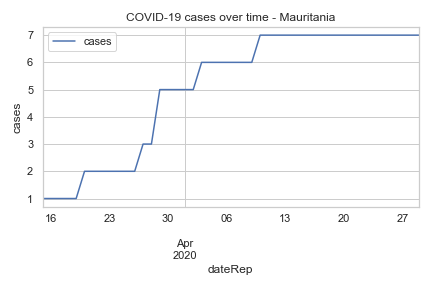 COVID-19 cases over time - Mauritania
cases
7
6
5
4
3
2
1
cases
16 23 30 06 13 20 27
Apr
2020
dateRep